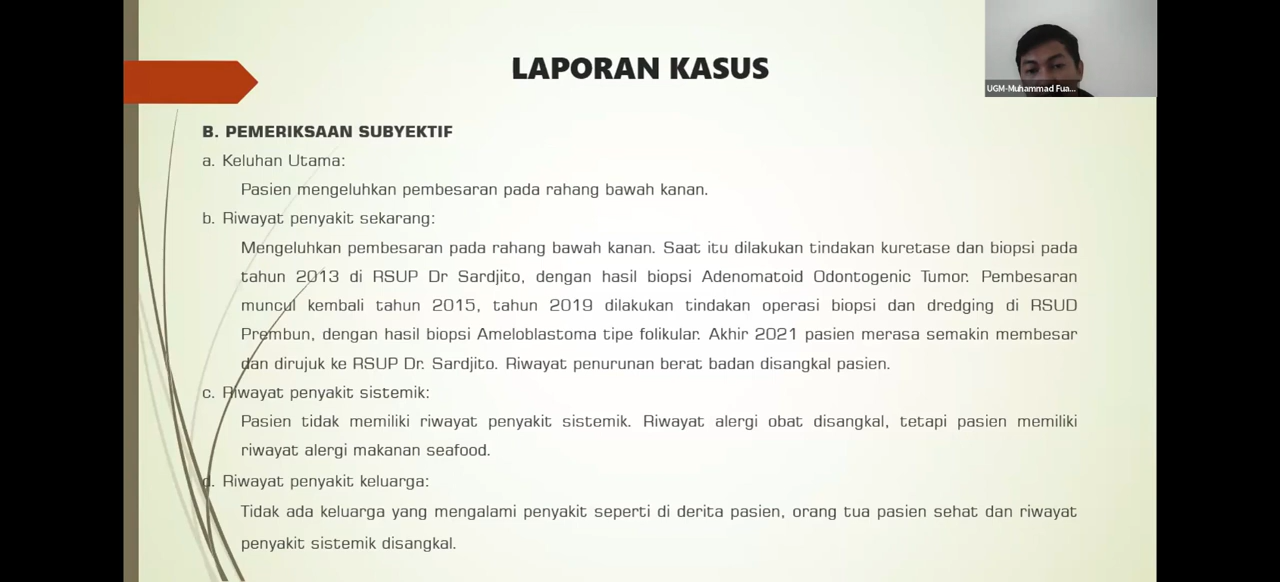 LAPORAN KASUS
UGM-Muhammad Fua...
B. PEMERIKSAAN SUBYEKTIF
a. Keluhan Utama:
Pasien mengeluhkan pembesaran pada rahang bawah kanan.
b. Riwayat penyakit sekarang:
Mengeluhkan pembesaran pada rahang bawah kanan. Saat itu dilakukan tindakan kuretase dan biopsi pada
tahun 2013 di RSUP Dr Sardjito, dengan hasil biopsi Adenomatoid Odontogenic Tumor. Pembesaran
muncul kembali tahun 2015, tahun 2019 dilakukan tindakan operasi biopsi dan dredging di RSUD
Prembun, dengan hasil biopsi Ameloblastoma tipe folikular. Akhir 2021 pasien merasa semakin membesar
dan dirujuk ke RSUP Dr. Sardjito. Riwayat penurunan berat badan disangkal pasien.
c. Riwayat penyakit sistemik:
Pasien tidak memiliki riwayat penyakit sistemik. Riwayat alergi obat disangkal, tetapi pasien memiliki
riwayat alergi makanan seafood.
d. Riwayat penyakit keluarga:
Tidak ada keluarga yang mengalami penyakit seperti di derita pasien, orang tua pasien sehat dan riwayat
penyakit sistemik disangkal.